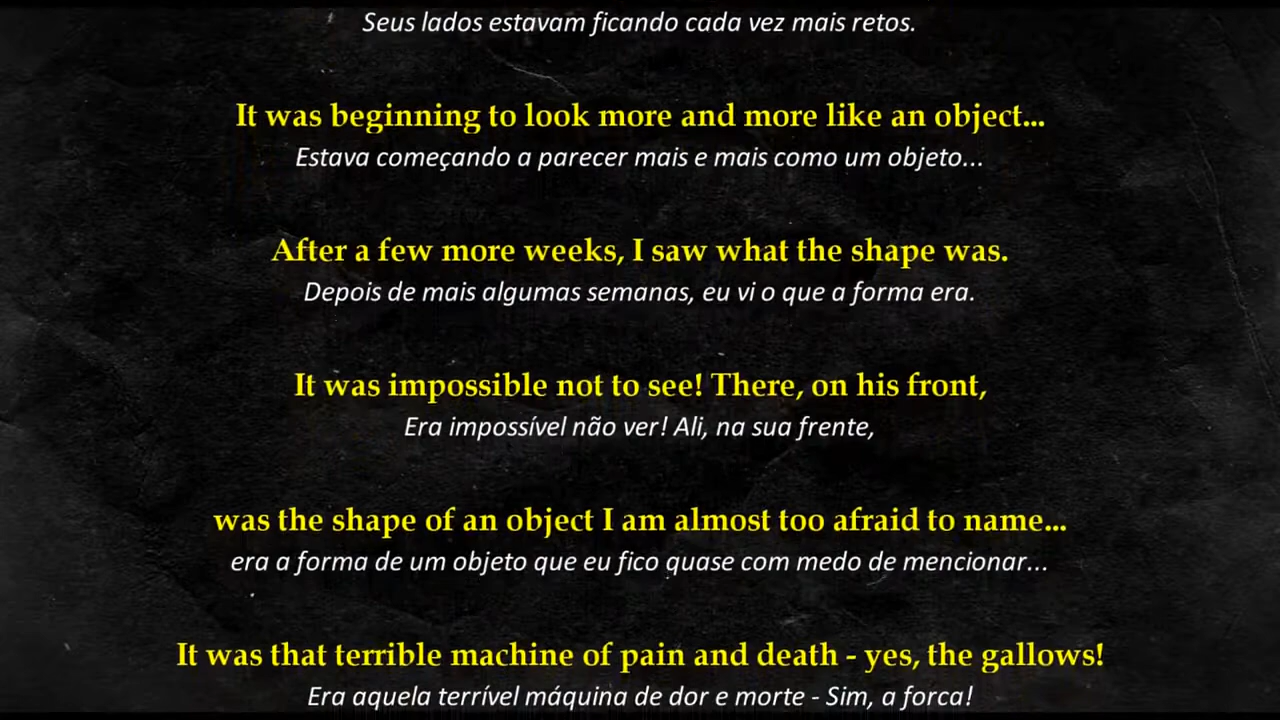 Seus lados estavam ficando cada vez mais retos.
It was beginning to look more and more like an object...
Estava começando a parecer mais e mais como um objeto...
After a few more weeks, I saw what the shape was.
Depois de mais algumas semanas, eu vi o que a forma era.
It was impossible not to see! There, on his front,
Era impossível não ver! Ali, na sua frente,
was the shape of an object I am almost too afraid to name...
era a forma de um objeto que eu fico quase com medo de mencionar...
It was that terrible machine of pain and death - yes, the gallows!
Era aquela terrível máquina de dor e morte - Sim, a forca!